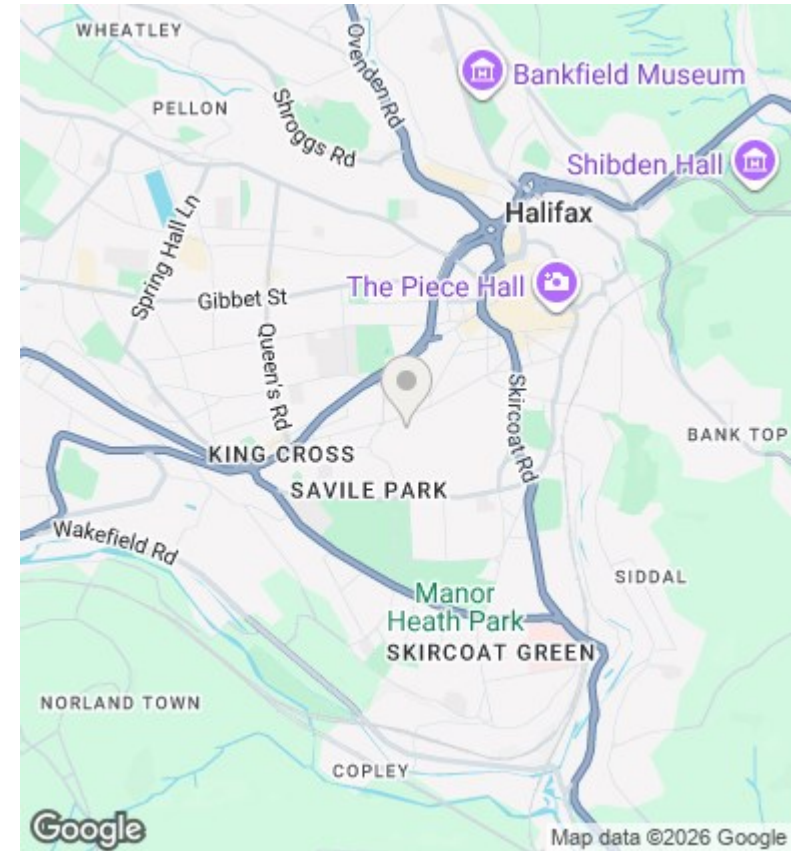 WHEATLEY
Ovenden Rd
Bankfield Museum
PELLON
Shroggs Rd
Shibden Hall
Halifax
Spring Hall Ln
The Piece Hall
Gibbet St
Queen's Rd
Skircoat Rd
BANK TOP
KING CROSS
SAVILE PARK
Wakefield Rd
SIDDAL
Manor
Heath Park
SKIRCOAT GREEN
NORLAND TOWN
COPLEY
Google
Map data ©2026 Google